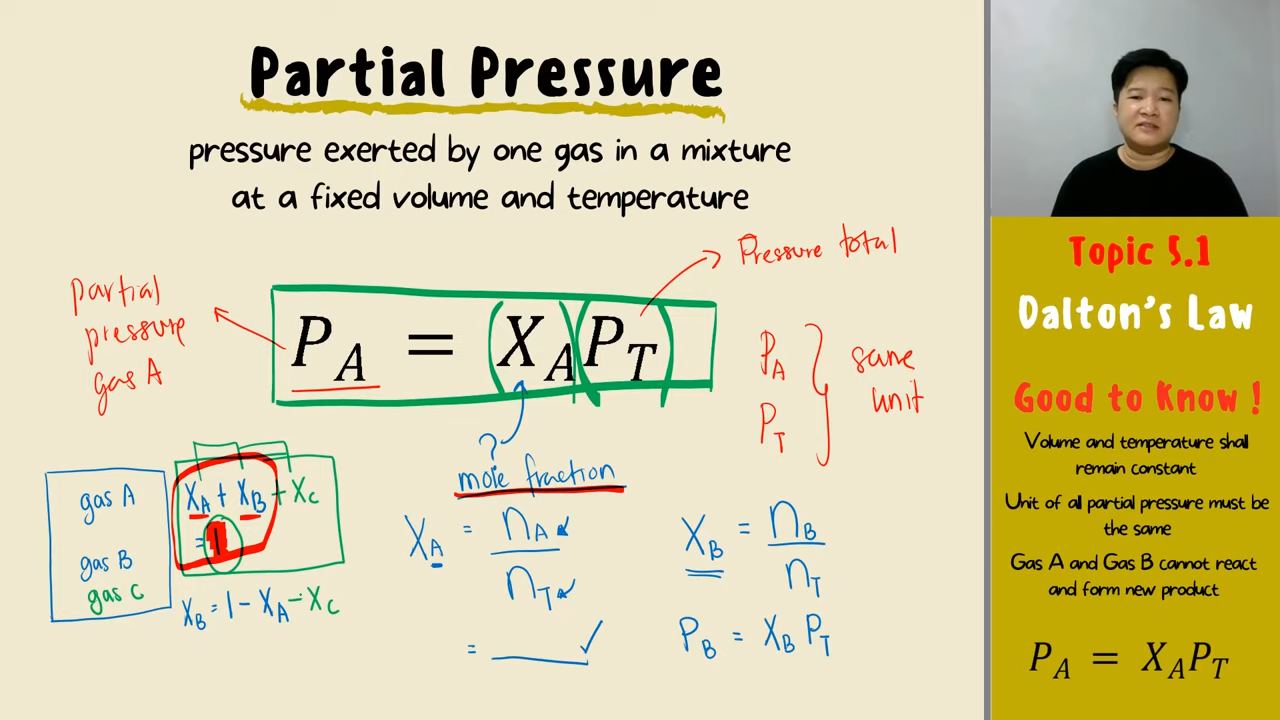 Partial Pressure
pressure exerted by one gas in a mixture
at a fixed volume and temperature
Pressure total
partial
pressure
gas A
P_A = (X_A)(P_T)
P_A
P_T
same
unit
?
mole fraction
gas A
gas B
gas C
X_A + X_B + X_C
= 1
X_B = 1 - X_A - X_C
X_A = n_A / n_T
= ____ ✓
X_B = n_B / n_T
P_B = X_B P_T
Topic 5.1
Dalton's Law
Good to Know !
Volume and temperature shall
remain constant
Unit of all partial pressure must be
the same
Gas A and Gas B cannot react
and form new product
P_A = X_A P_T